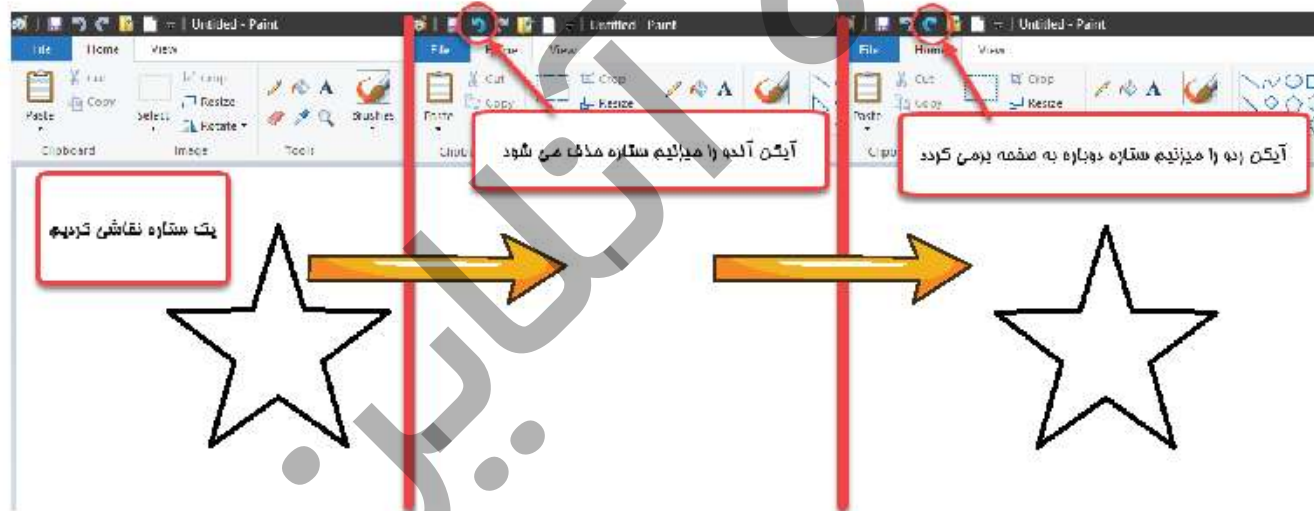 Untitled - Paint
File Home View
Cut
Copy
Paste
Clipboard
Select
Crop
Resize
Rotate
Image
Tools
Brushes
یک ستاره نقاشی کردیم
Untitled - Paint
File Home View
Cut
Copy
Paste
Crop
Resize
آیکن آندو را میزنیم ستاره حذف می شود
Untitled - Paint
File Home View
Cut
Copy
Paste
Crop
Resize
آیکن ردو را میزنیم ستاره دوباره به صفحه برمی گردد